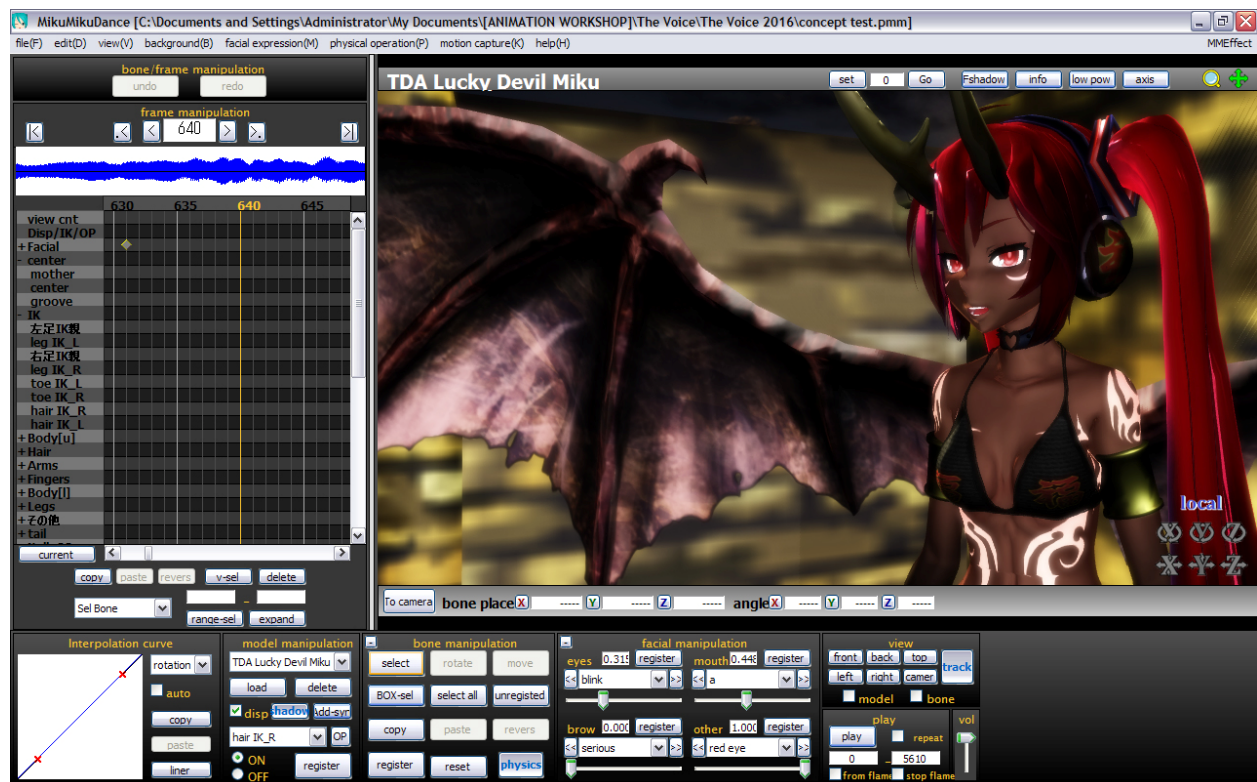 MikuMikuDance [C:\Documents and Settings\Administrator\My Documents\[ANIMATION WORKSHOP]\The Voice\The Voice 2016\concept test.pmm]
file(F) edit(D) view(V) background(B) facial expression(M) physical operation(P) motion capture(K) help(H) MMEffect
bone/frame manipulation
undo redo
frame manipulation
.< < 640 > >.
630 635 640 645
view cnt
Disp/IK/OP
+Facial
- center
mother
center
groove
- IK
左足IK親
leg IK_L
右足IK親
leg IK_R
toe IK_L
toe IK_R
hair IK_R
hair IK_L
+Body[u]
+Hair
+Arms
+Fingers
+Body[l]
+Legs
+その他
+tail
current
copy paste revers v-sel delete
Sel Bone -
range-sel expand
TDA Lucky Devil Miku set 0 Go Fshadow info low pow axis
local
X Y Z
X Y Z
To camera bone place X ----- Y ----- Z ----- angle X ----- Y ----- Z -----
Interpolation curve
rotation
auto
copy
paste
liner
model manipulation
TDA Lucky Devil Miku
load delete
disp shadow Add-syn
hair IK_R OP
ON
OFF
register
bone manipulation
select rotate move
BOX-sel select all unregisted
copy paste revers
register reset physics
facial manipulation
eyes 0.315 register mouth 0.448 register
<< blink >> << a >>
brow 0.000 register other 1.000 register
<< serious >> << red eye >>
view
front back top
left right camer track
model bone
play
play repeat
0 - 5610
from flame stop flame
vol